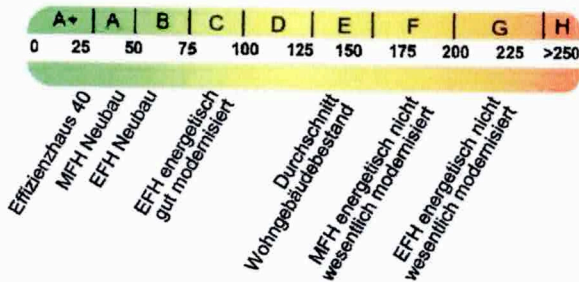 A+ A B C D E F G H
0 25 50 75 100 125 150 175 200 225 >250
Effizienzhaus 40
MFH Neubau
EFH Neubau
EFH energetisch
gut modernisiert
Durchschnitt
Wohngebäudebestand
MFH energetisch nicht
wesentlich modernisiert
EFH energetisch nicht
wesentlich modernisiert